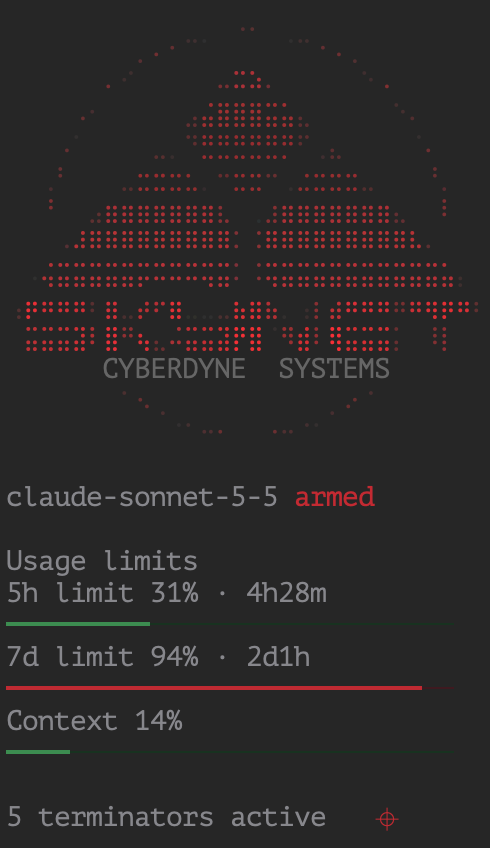 SKYNET
CYBERDYNE SYSTEMS
claude-sonnet-5-5 armed
Usage limits
5h limit 31% · 4h28m
7d limit 94% · 2d1h
Context 14%
5 terminators active